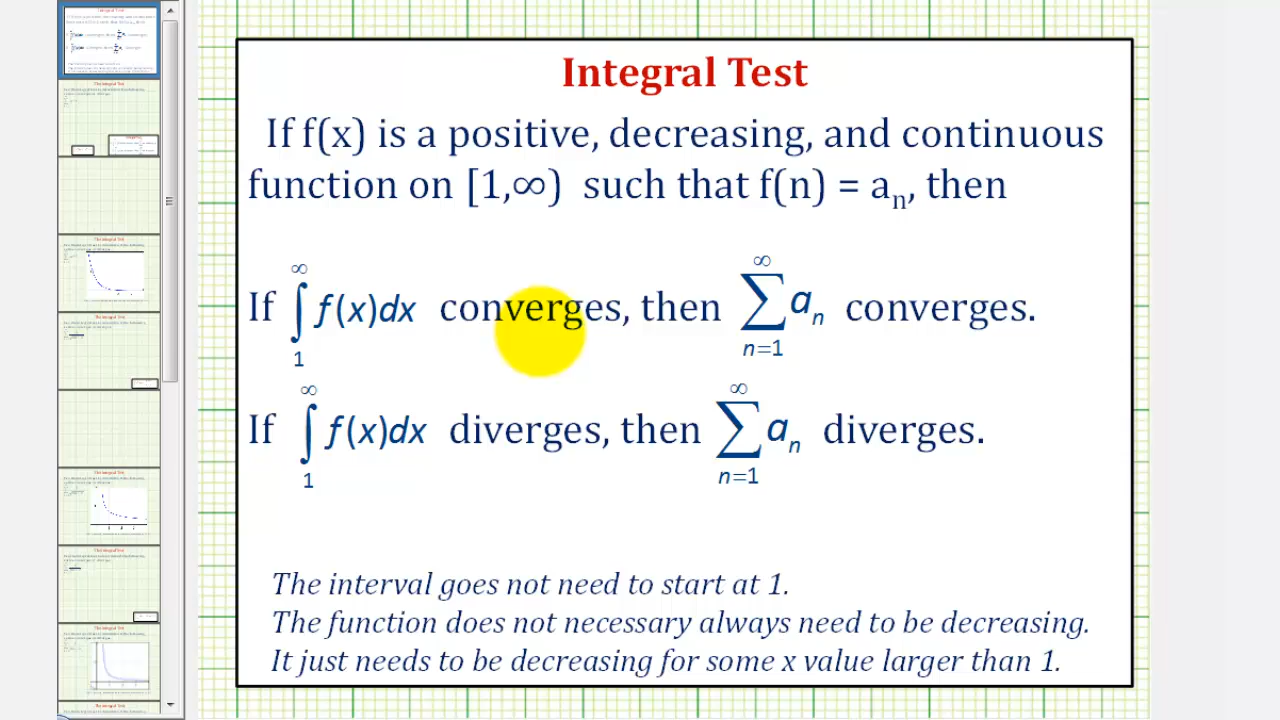 Integral Test
If f(x) is a positive, decreasing, and continuous
function on [1,∞) such that f(n) = aₙ, then
If ∫₁^∞ f(x)dx converges, then ∑ₙ₌₁^∞ aₙ converges.
If ∫₁^∞ f(x)dx diverges, then ∑ₙ₌₁^∞ aₙ diverges.
The interval goes not need to start at 1.
The function does not necessary always need to be decreasing.
It just needs to be decreasing for some x value larger than 1.